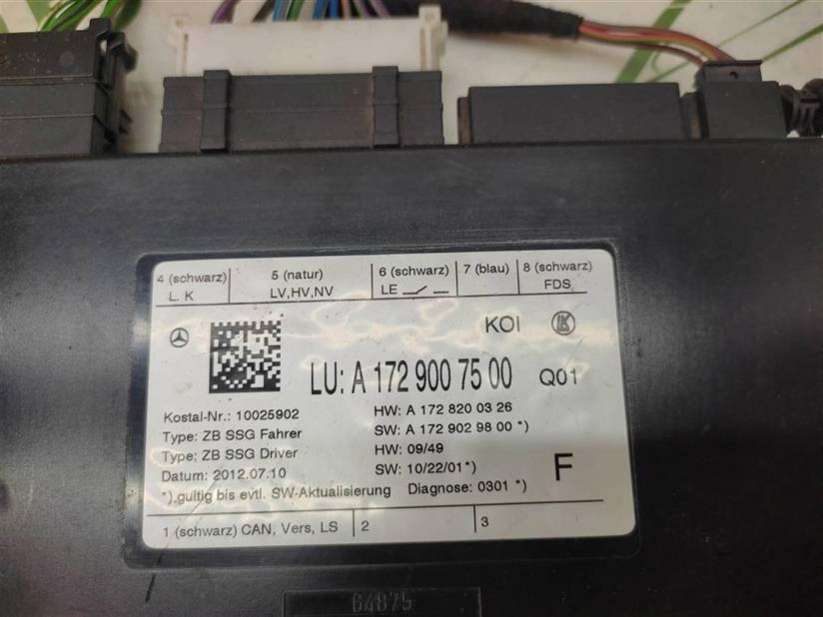 4 (schwarz) 5 (natur) 6 (schwarz) 7 (blau) 8 (schwarz)
L. K LV,HV,NV LE FDS
KOI
LU: A 172 900 75 00 Q01
Kostal-Nr.: 10025902 HW: A 172 820 03 26
Type: ZB SSG Fahrer SW: A 172 902 98 00 *)
Type: ZB SSG Driver HW: 09/49
Datum: 2012.07.10 SW: 10/22/01*) F
*).gultig bis evtl. SW-Aktualisierung Diagnose: 0301 *)
1 (schwarz) CAN, Vers, LS 2 3
64875